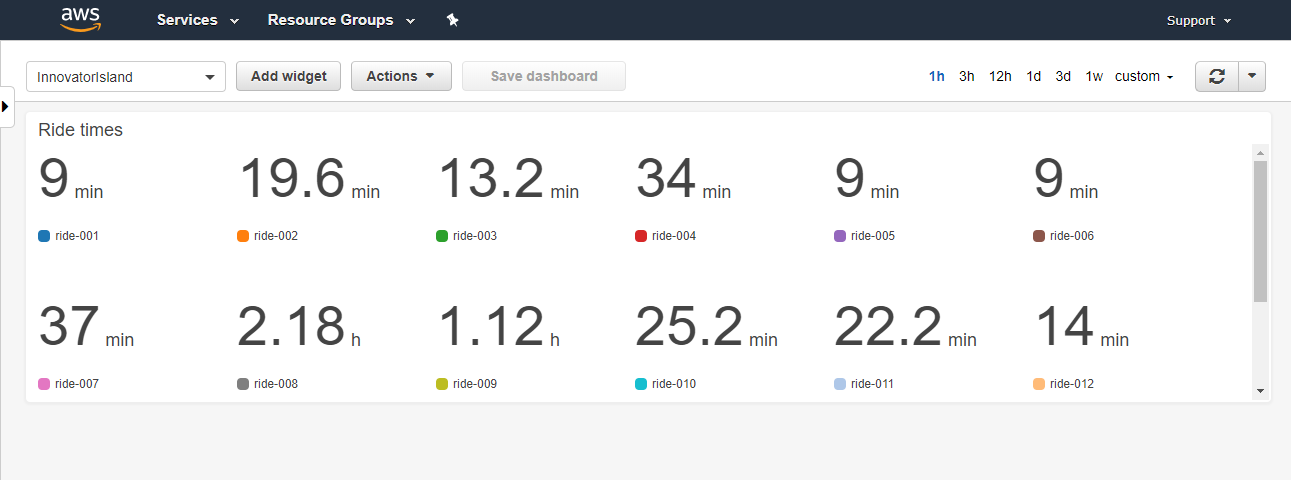 aws Services Resource Groups Support
InnovatorIsland Add widget Actions Save dashboard 1h 3h 12h 1d 3d 1w custom
Ride times
9 min 19.6 min 13.2 min 34 min 9 min 9 min
ride-001 ride-002 ride-003 ride-004 ride-005 ride-006
37 min 2.18 h 1.12 h 25.2 min 22.2 min 14 min
ride-007 ride-008 ride-009 ride-010 ride-011 ride-012